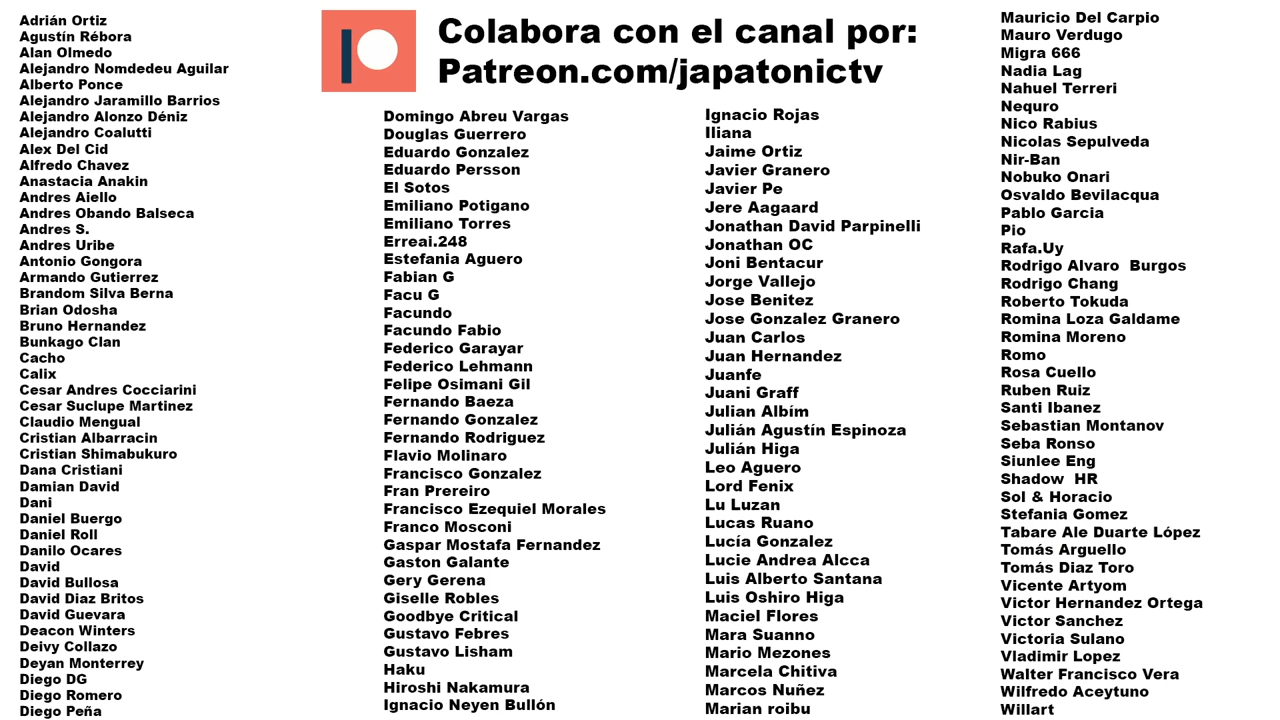 Adrián Ortiz
Agustín Rébora
Alan Olmedo
Alejandro Nomdedeu Aguilar
Alberto Ponce
Alejandro Jaramillo Barrios
Alejandro Alonzo Déniz
Alejandro Coalutti
Alex Del Cid
Alfredo Chavez
Anastacia Anakin
Andres Aiello
Andres Obando Balseca
Andres S.
Andres Uribe
Antonio Gongora
Armando Gutierrez
Brandom Silva Berna
Brian Odosha
Bruno Hernandez
Bunkago Clan
Cacho
Calix
Cesar Andres Cocciarini
Cesar Suclupe Martinez
Claudio Mengual
Cristian Albarracin
Cristian Shimabukuro
Dana Cristiani
Damian David
Dani
Daniel Buergo
Daniel Roll
Danilo Ocares
David
David Bullosa
David Diaz Britos
David Guevara
Deacon Winters
Deivy Collazo
Deyan Monterrey
Diego DG
Diego Romero
Diego Peña
Colabora con el canal por:
Patreon.com/japatonictv
Domingo Abreu Vargas
Douglas Guerrero
Eduardo Gonzalez
Eduardo Persson
El Sotos
Emiliano Potigano
Emiliano Torres
Erreai.248
Estefania Aguero
Fabian G
Facu G
Facundo
Facundo Fabio
Federico Garayar
Federico Lehmann
Felipe Osimani Gil
Fernando Baeza
Fernando Gonzalez
Fernando Rodriguez
Flavio Molinaro
Francisco Gonzalez
Fran Prereiro
Francisco Ezequiel Morales
Franco Mosconi
Gaspar Mostafa Fernandez
Gaston Galante
Gery Gerena
Giselle Robles
Goodbye Critical
Gustavo Febres
Gustavo Lisham
Haku
Hiroshi Nakamura
Ignacio Neyen Bullón
Ignacio Rojas
Iliana
Jaime Ortiz
Javier Granero
Javier Pe
Jere Aagaard
Jonathan David Parpinelli
Jonathan OC
Joni Bentacur
Jorge Vallejo
Jose Benitez
Jose Gonzalez Granero
Juan Carlos
Juan Hernandez
Juanfe
Juani Graff
Julian Albím
Julián Agustín Espinoza
Julián Higa
Leo Aguero
Lord Fenix
Lu Luzan
Lucas Ruano
Lucía Gonzalez
Lucie Andrea Alcca
Luis Alberto Santana
Luis Oshiro Higa
Maciel Flores
Mara Suanno
Mario Mezones
Marcela Chitiva
Marcos Nuñez
Marian roibu
Mauricio Del Carpio
Mauro Verdugo
Migra 666
Nadia Lag
Nahuel Terreri
Nequro
Nico Rabius
Nicolas Sepulveda
Nir-Ban
Nobuko Onari
Osvaldo Bevilacqua
Pablo Garcia
Pio
Rafa.Uy
Rodrigo Alvaro  Burgos
Rodrigo Chang
Roberto Tokuda
Romina Loza Galdame
Romina Moreno
Romo
Rosa Cuello
Ruben Ruiz
Santi Ibanez
Sebastian Montanov
Seba Ronso
Siunlee Eng
Shadow  HR
Sol & Horacio
Stefania Gomez
Tabare Ale Duarte López
Tomás Arguello
Tomás Diaz Toro
Vicente Artyom
Victor Hernandez Ortega
Victor Sanchez
Victoria Sulano
Vladimir Lopez
Walter Francisco Vera
Wilfredo Aceytuno
Willart